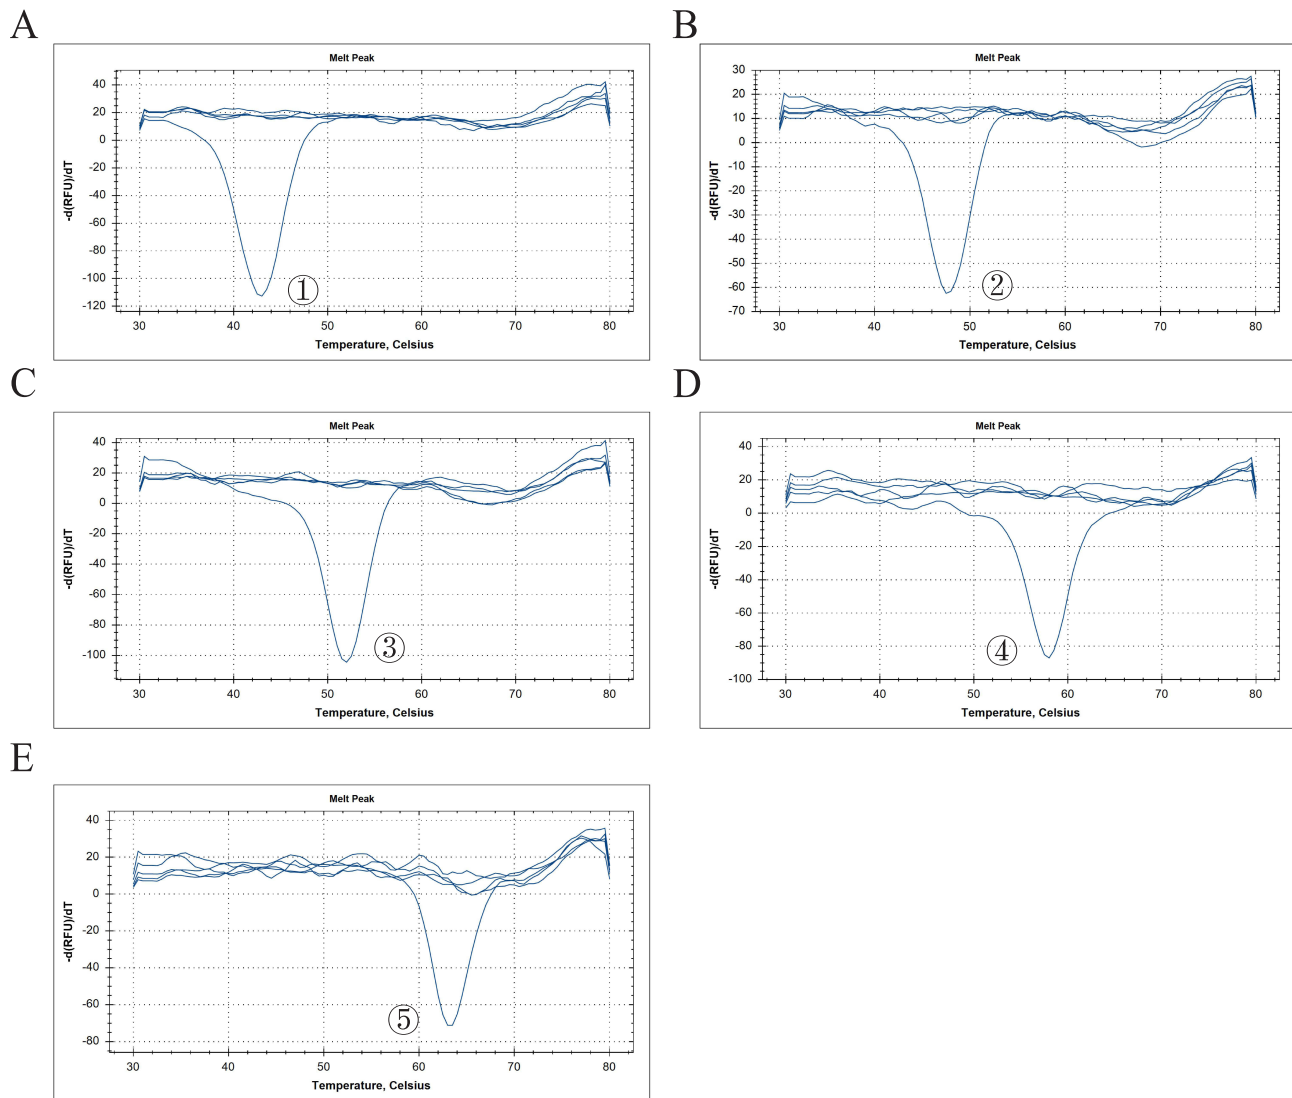 A
Melt Peak
40
20
0
-20
-40
-60
-80
-100
-120
-d(RFU)/dT
30 40 50 60 70 80
Temperature, Celsius
①
B
Melt Peak
30
20
10
0
-10
-20
-30
-40
-50
-60
-70
-d(RFU)/dT
30 40 50 60 70 80
Temperature, Celsius
②
C
Melt Peak
40
20
0
-20
-40
-60
-80
-100
-d(RFU)/dT
30 40 50 60 70 80
Temperature, Celsius
③
D
Melt Peak
40
20
0
-20
-40
-60
-80
-100
-d(RFU)/dT
30 40 50 60 70 80
Temperature, Celsius
④
E
Melt Peak
40
20
0
-20
-40
-60
-80
-d(RFU)/dT
30 40 50 60 70 80
Temperature, Celsius
⑤